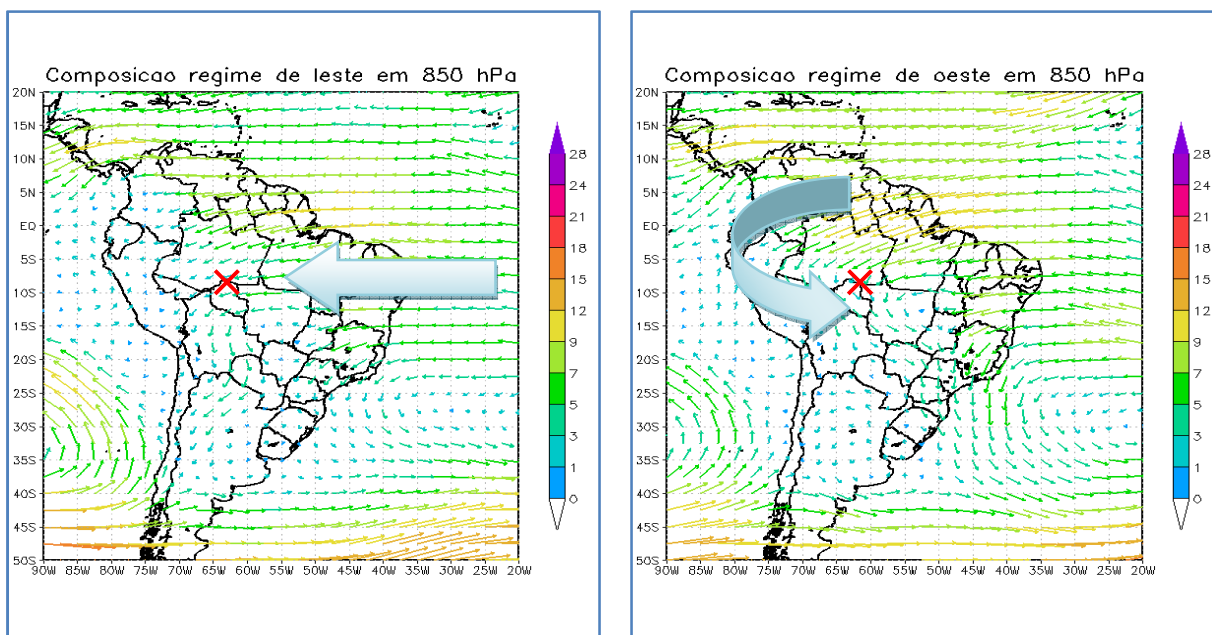 Composicao regime de leste em 850 hPa
20N
15N
10N
5N
EQ
5S
10S
15S
20S
25S
30S
35S
40S
45S
50S
90W 85W 80W 75W 70W 65W 60W 55W 50W 45W 40W 35W 30W 25W 20W
28
24
21
18
15
12
9
7
5
3
1
0
Composicao regime de oeste em 850 hPa
20N
15N
10N
5N
EQ
5S
10S
15S
20S
25S
30S
35S
40S
45S
50S
90W 85W 80W 75W 70W 65W 60W 55W 50W 45W 40W 35W 30W 25W 20W
28
24
21
18
15
12
9
7
5
3
1
0